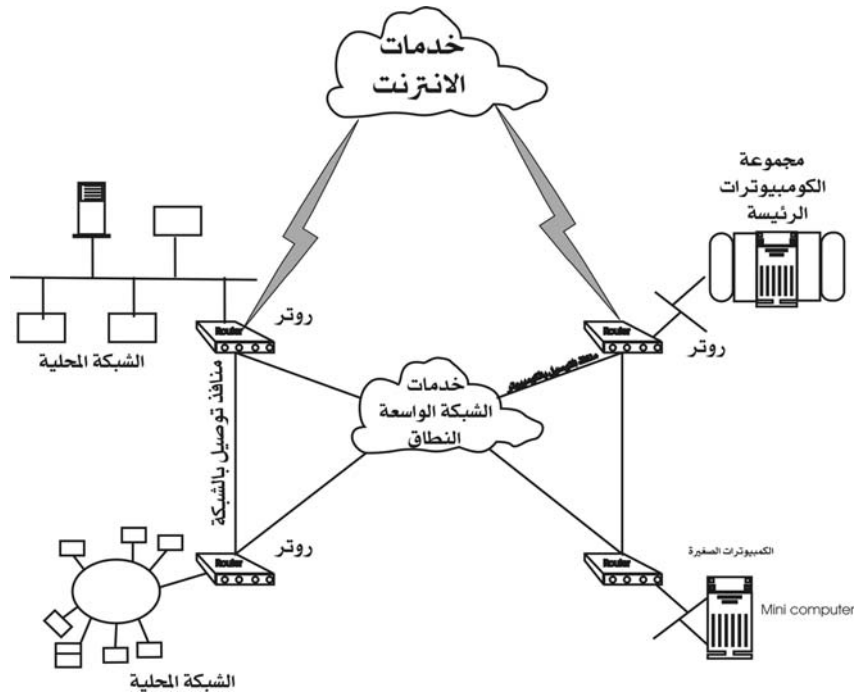 خدمات
الانترنت
مجموعة
الكومبيوترات
الرئيسة
روتر
Router
Router
روتر
الشبكة المحلية
منافذ توصيل بالشبكة
خدمات
الشبكة الواسعة
النطاق
روتر
Router
Router
الكمبيوترات الصغيرة
Mini computer
الشبكة المحلية